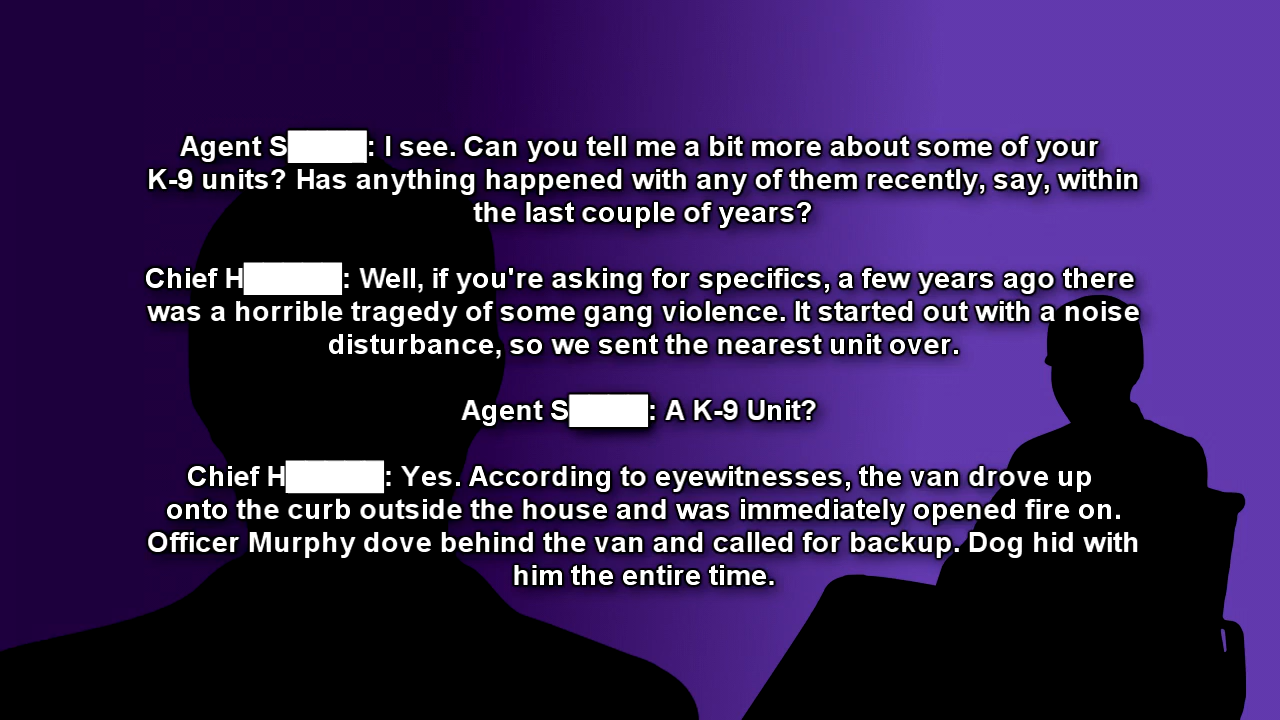 Agent S████: I see. Can you tell me a bit more about some of your
K-9 units? Has anything happened with any of them recently, say, within
the last couple of years?
Chief H█████: Well, if you're asking for specifics, a few years ago there
was a horrible tragedy of some gang violence. It started out with a noise
disturbance, so we sent the nearest unit over.
Agent S████: A K-9 Unit?
Chief H█████: Yes. According to eyewitnesses, the van drove up
onto the curb outside the house and was immediately opened fire on.
Officer Murphy dove behind the van and called for backup. Dog hid with
him the entire time.